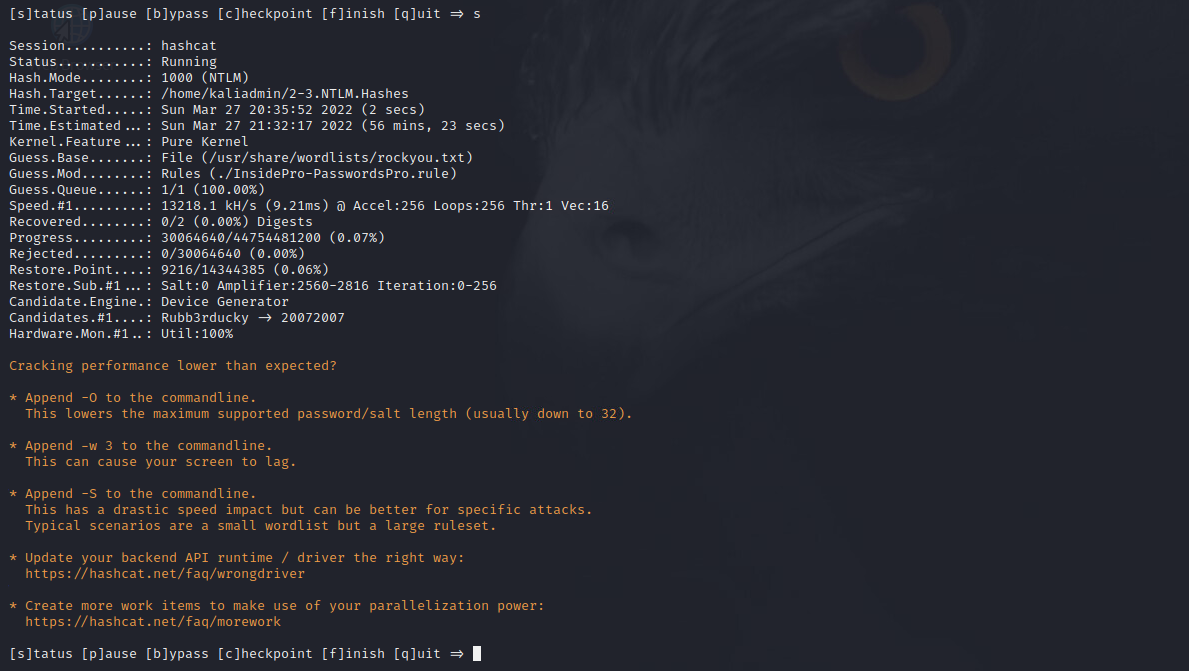 [s]tatus [p]ause [b]ypass [c]heckpoint [f]inish [q]uit => s
Session..........: hashcat
Status...........: Running
Hash.Mode........: 1000 (NTLM)
Hash.Target......: /home/kaliadmin/2-3.NTLM.Hashes
Time.Started.....: Sun Mar 27 20:35:52 2022 (2 secs)
Time.Estimated...: Sun Mar 27 21:32:17 2022 (56 mins, 23 secs)
Kernel.Feature...: Pure Kernel
Guess.Base.......: File (/usr/share/wordlists/rockyou.txt)
Guess.Mod........: Rules (./InsidePro-PasswordsPro.rule)
Guess.Queue......: 1/1 (100.00%)
Speed.#1.........: 13218.1 kH/s (9.21ms) @ Accel:256 Loops:256 Thr:1 Vec:16
Recovered........: 0/2 (0.00%) Digests
Progress.........: 30064640/44754481200 (0.07%)
Rejected.........: 0/30064640 (0.00%)
Restore.Point....: 9216/14344385 (0.06%)
Restore.Sub.#1...: Salt:0 Amplifier:2560-2816 Iteration:0-256
Candidate.Engine.: Device Generator
Candidates.#1....: Rubb3rducky -> 20072007
Hardware.Mon.#1..: Util:100%
Cracking performance lower than expected?
* Append -O to the commandline.
This lowers the maximum supported password/salt length (usually down to 32).
* Append -w 3 to the commandline.
This can cause your screen to lag.
* Append -S to the commandline.
This has a drastic speed impact but can be better for specific attacks.
Typical scenarios are a small wordlist but a large ruleset.
* Update your backend API runtime / driver the right way:
https://hashcat.net/faq/wrongdriver
* Create more work items to make use of your parallelization power:
https://hashcat.net/faq/morework
[s]tatus [p]ause [b]ypass [c]heckpoint [f]inish [q]uit =>